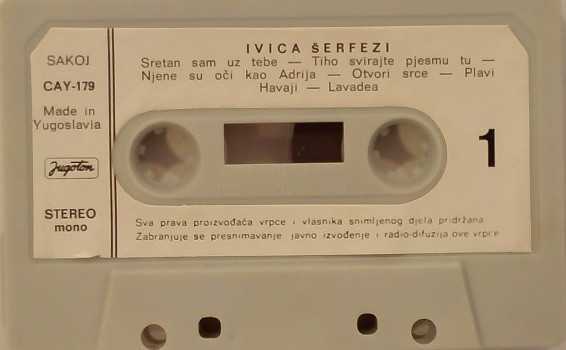 IVICA ŠERFEZI
Sretan sam uz tebe — Tiho svirajte pjesmu tu —
Njene su oči kao Adrija — Otvori srce — Plavi
Havaji — Lavadea
SAKOJ
CAY-179
Made in
Yugoslavia
Jugoton
STEREO
mono
1
Sva prava proizvođača vrpce i vlasnika snimljenog djela pridržana
Zabranjuje se presnimavanje javno izvođenje i radio-difuzija ove vrpce